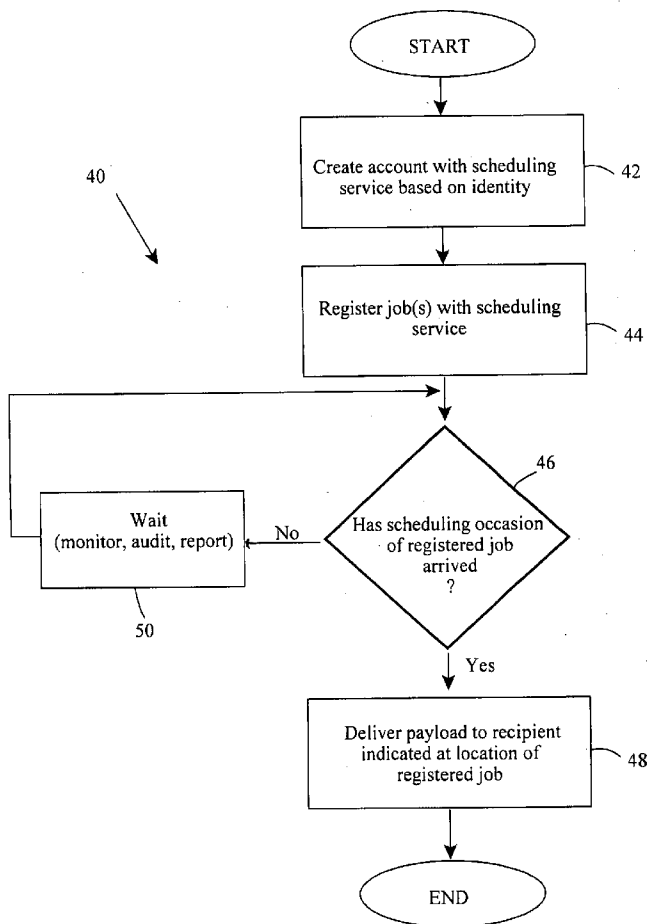 START
Create account with scheduling
service based on identity
42
40
Register job(s) with scheduling
service
44
46
Has scheduling occasion
of registered job
arrived
?
No
Wait
(monitor, audit, report)
50
Yes
Deliver payload to recipient
indicated at location of
registered job
48
END